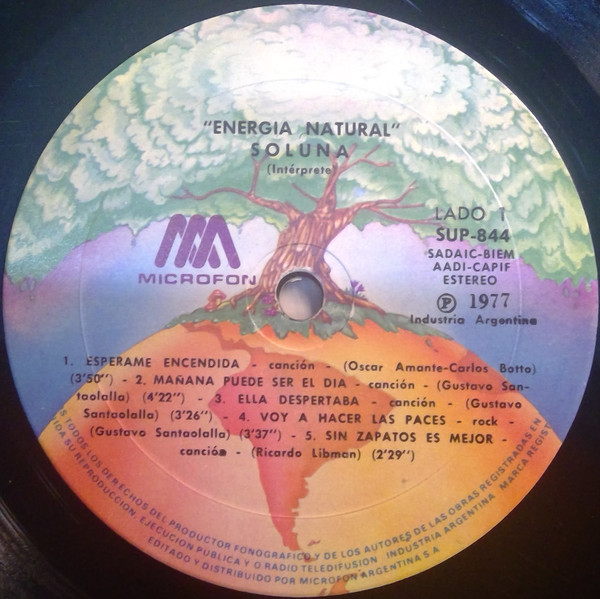 "ENERGIA NATURAL"
SOLUNA
(Intérprete)
LADO 1
SUP-844
SADAIC-BIEM
AADI-CAPIF
ESTEREO
Ⓟ 1977
Industria Argentina
MICROFON
1. ESPERAME ENCENDIDA - canción - (Oscar Amante-Carlos Botto)
(3'50") - 2. MAÑANA PUEDE SER EL DIA - canción - (Gustavo San-
taolalla) (4'22") - 3. ELLA DESPERTABA - canción - (Gustavo
Santaolalla) (3'26") - 4. VOY A HACER LAS PACES - rock -
(Gustavo Santaolalla) (3'37") - 5. SIN ZAPATOS ES MEJOR -
canción - (Ricardo Libman) (2'29")
TODOS LOS DERECHOS DEL PRODUCTOR FONOGRAFICO Y DE LOS AUTORES DE LAS OBRAS REGISTRADAS EN
SU REPRODUCCION, EJECUCION PUBLICA Y O RADIO TELEDIFUSION INDUSTRIA ARGENTINA MARCA REGIST
EDITADO Y DISTRIBUIDO POR MICROFON ARGENTINA S A